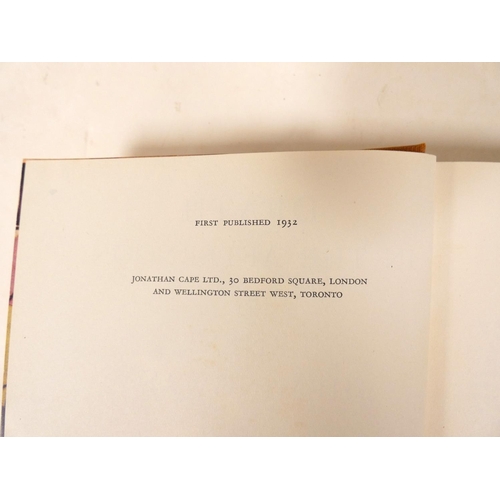 FIRST PUBLISHED 1932
JONATHAN CAPE LTD., 30 BEDFORD SQUARE, LONDON
AND WELLINGTON STREET WEST, TORONTO